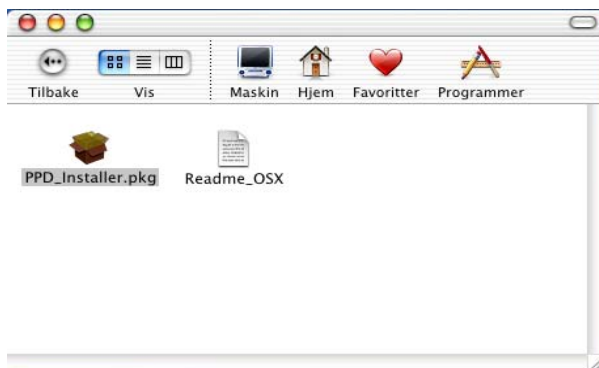 Tilbake Vis Maskin Hjem Favoritter Programmer
PPD_Installer.pkg Readme_OSX